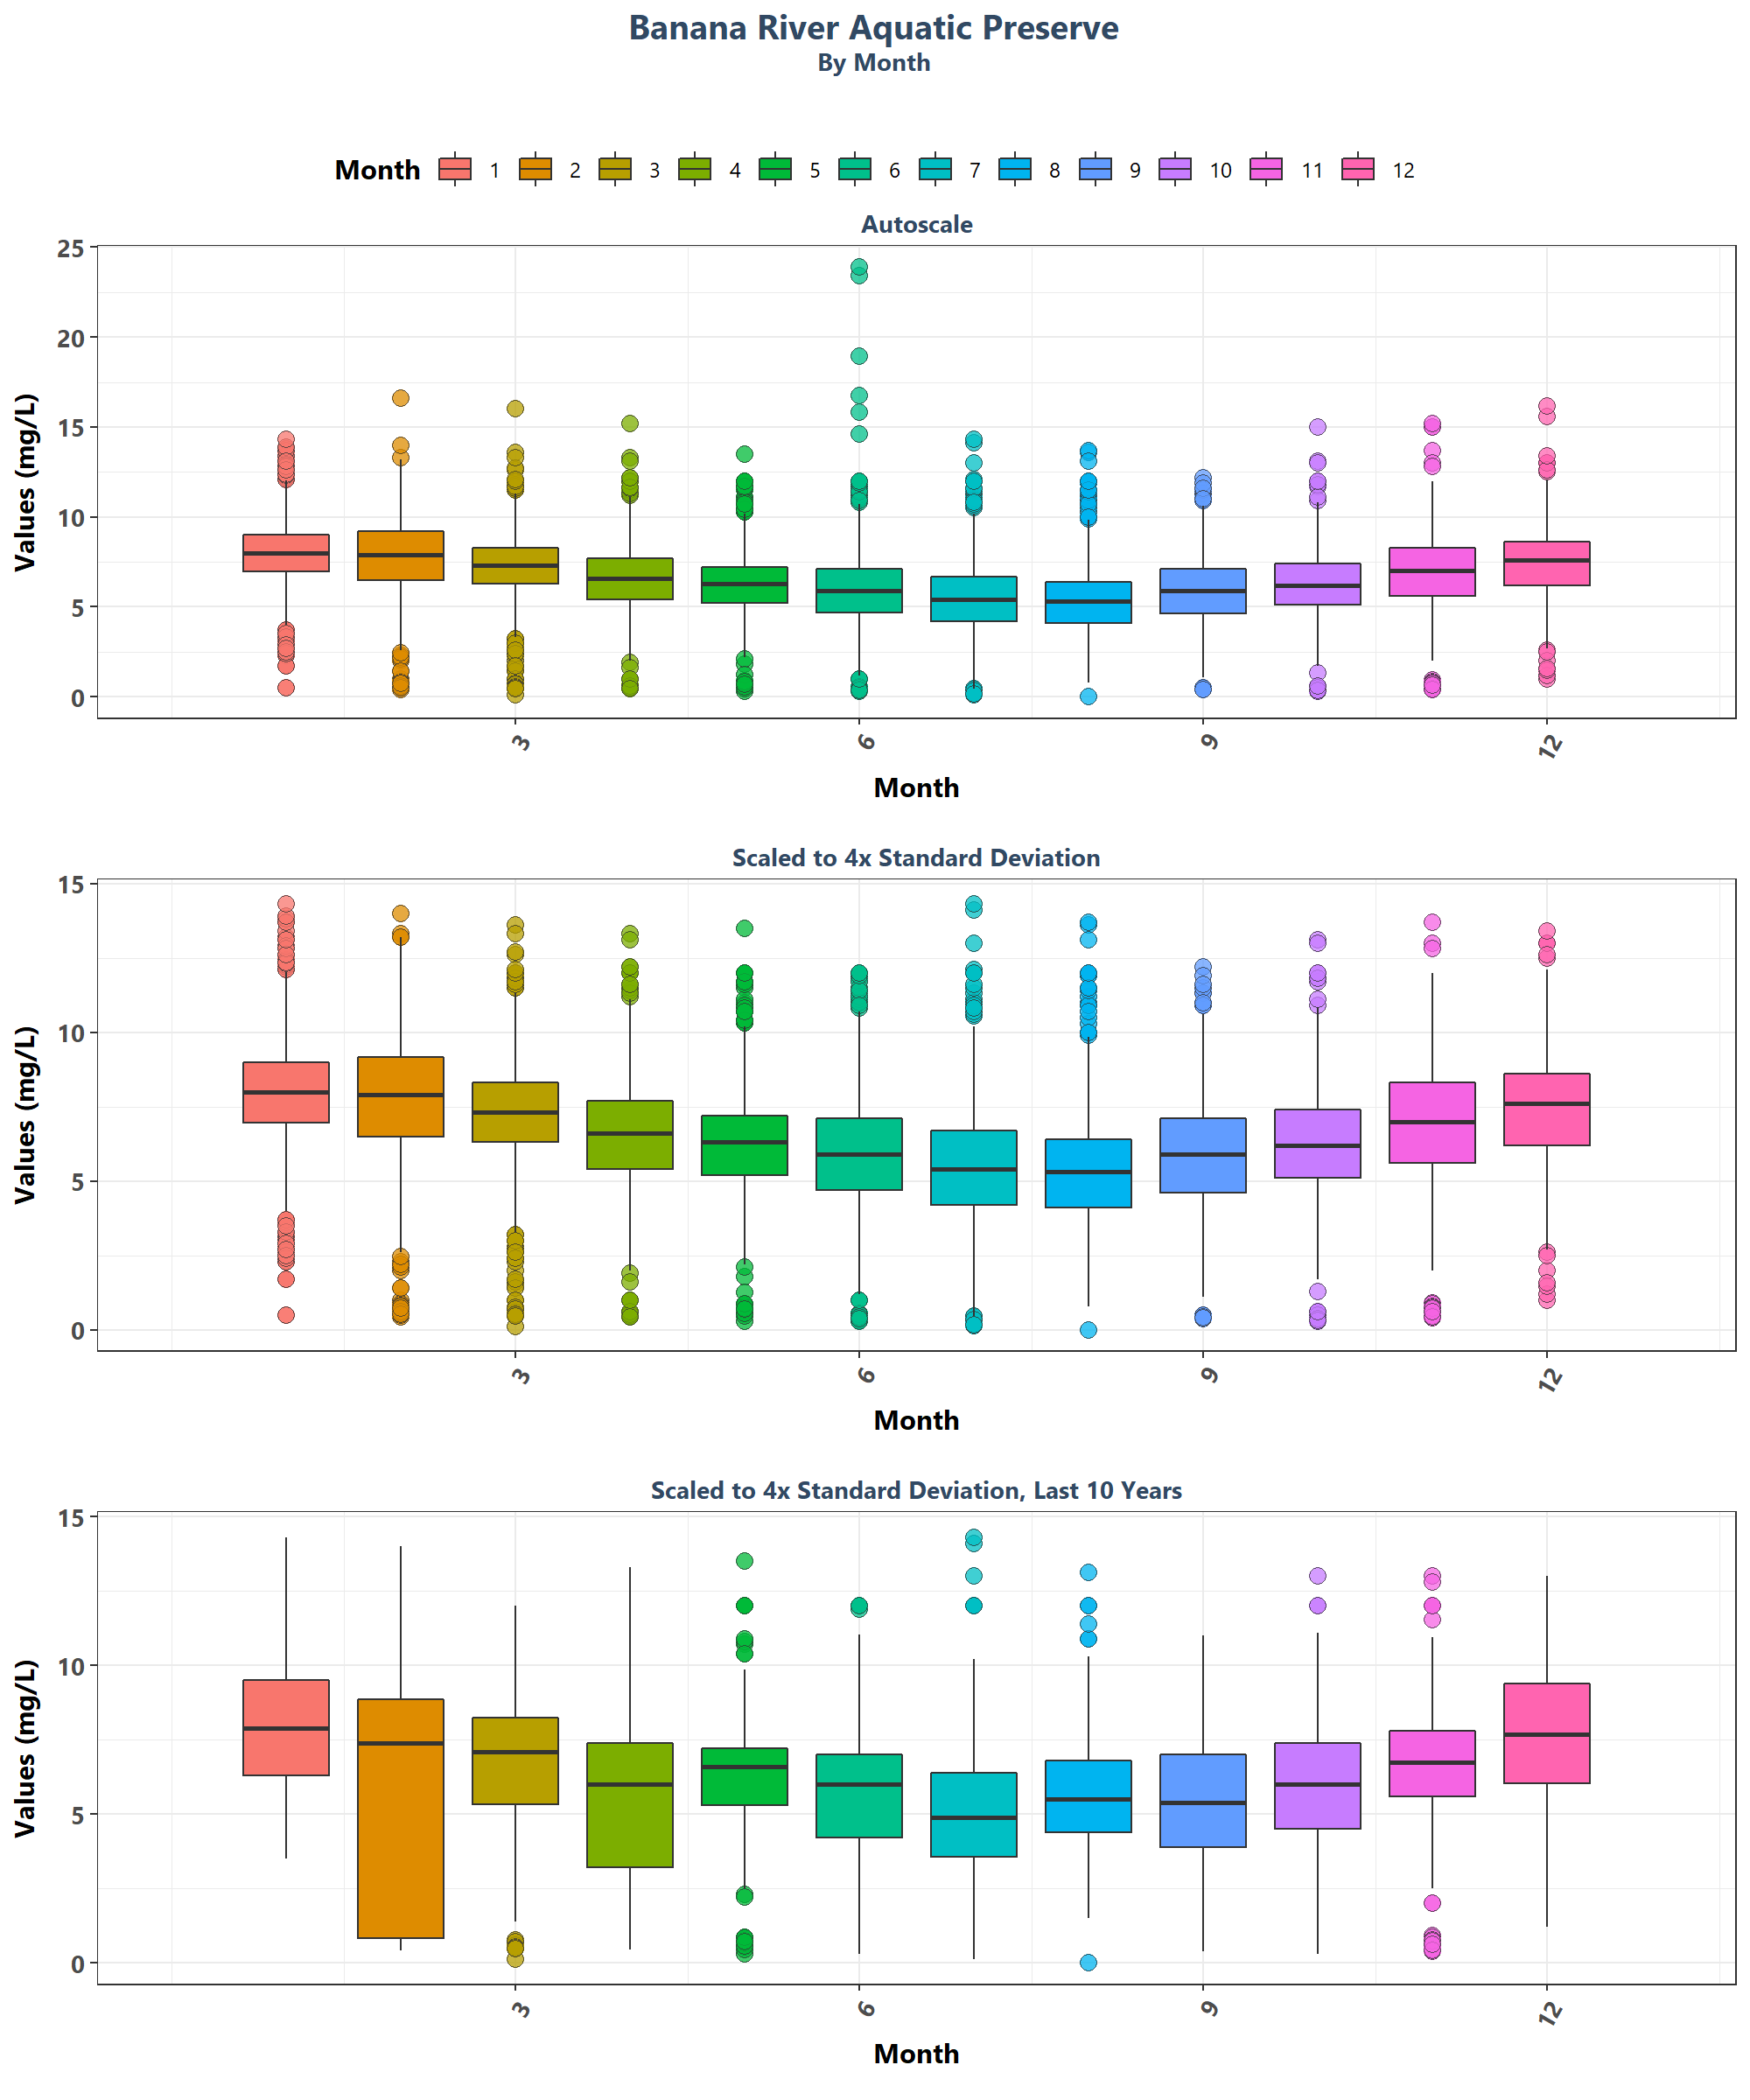 Banana River Aquatic Preserve
By Month
Month 1 2 3 4 5 6 7 8 9 10 11 12
Autoscale
Values (mg/L)
25
20
15
10
5
0
3 6 9 12
Month
Scaled to 4x Standard Deviation
Values (mg/L)
15
10
5
0
3 6 9 12
Month
Scaled to 4x Standard Deviation, Last 10 Years
Values (mg/L)
15
10
5
0
3 6 9 12
Month